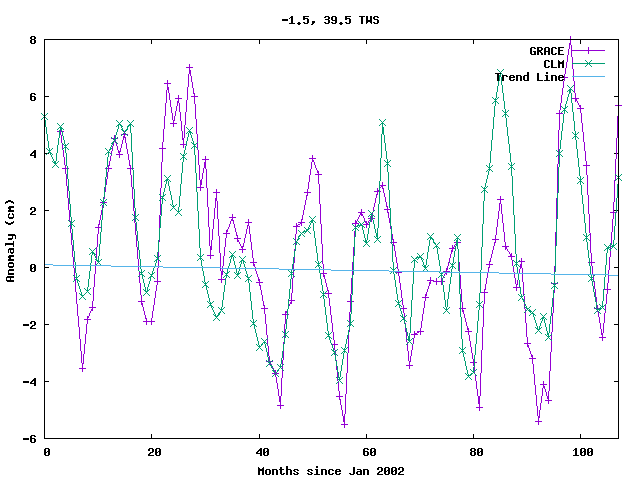 -1.5, 39.5 TWS
GRACE
CLM
Trend Line
Anomaly (cm)
8
6
4
2
0
-2
-4
-6
0 20 40 60 80 100
Months since Jan 2002